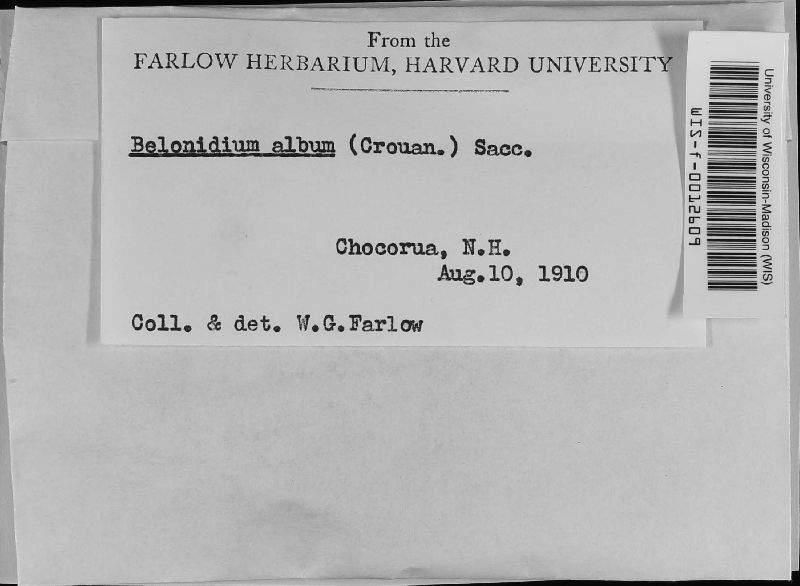 From the
FARLOW HERBARIUM, HARVARD UNIVERSITY
Belonidium album (Crouan.) Sacc.
Chocorua, N.H.
Aug.10, 1910
Coll. & det. W.G.Farlow
University of Wisconsin-Madison (WIS)
WIS-f-0012609